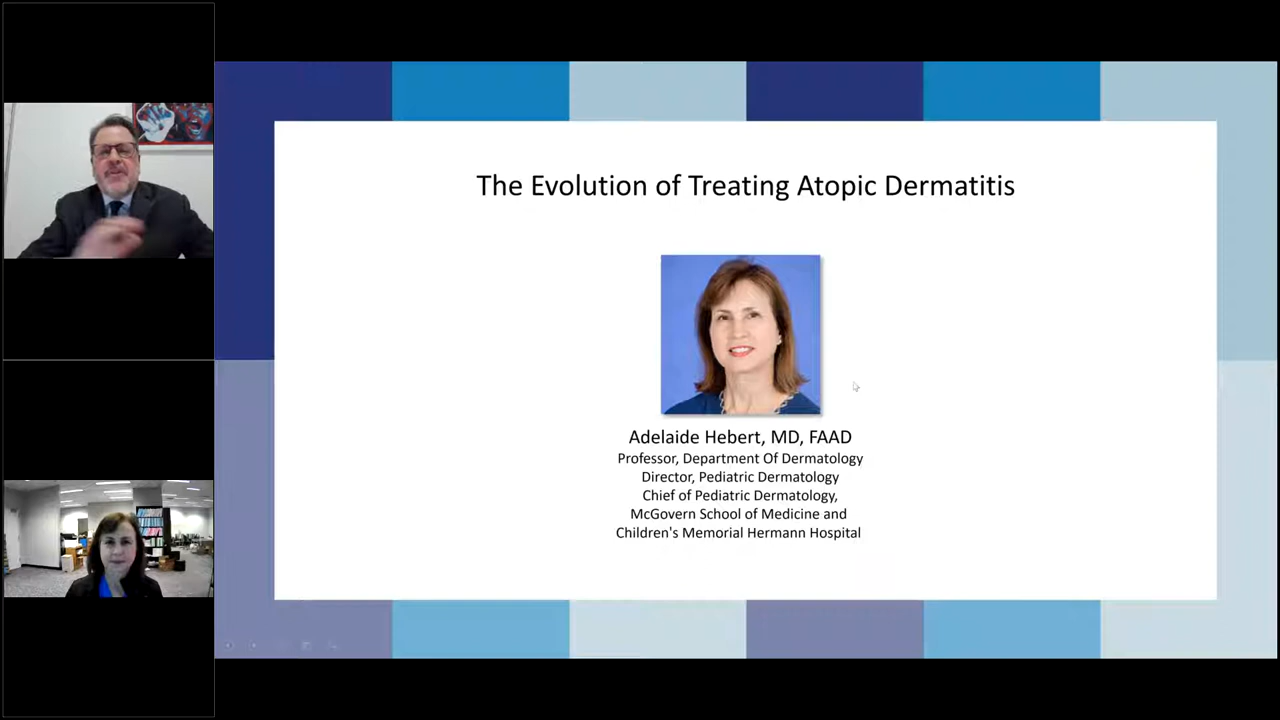 The Evolution of Treating Atopic Dermatitis
Adelaide Hebert, MD, FAAD
Professor, Department Of Dermatology
Director, Pediatric Dermatology
Chief of Pediatric Dermatology,
McGovern School of Medicine and
Children's Memorial Hermann Hospital